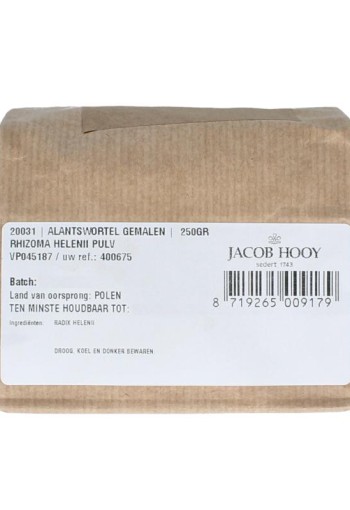 20031 | ALANTSWORTEL GEMALEN | 250GR
RHIZOMA HELENII PULV
VP045187 / uw ref.: 400675
JACOB HOOY
sedert 1743
Batch:
Land van oorsprong: POLEN
TEN MINSTE HOUDBAAR TOT:
8 719265 009179
Ingrediënten: RADIX HELENII
DROOG, KOEL EN DONKER BEWAREN